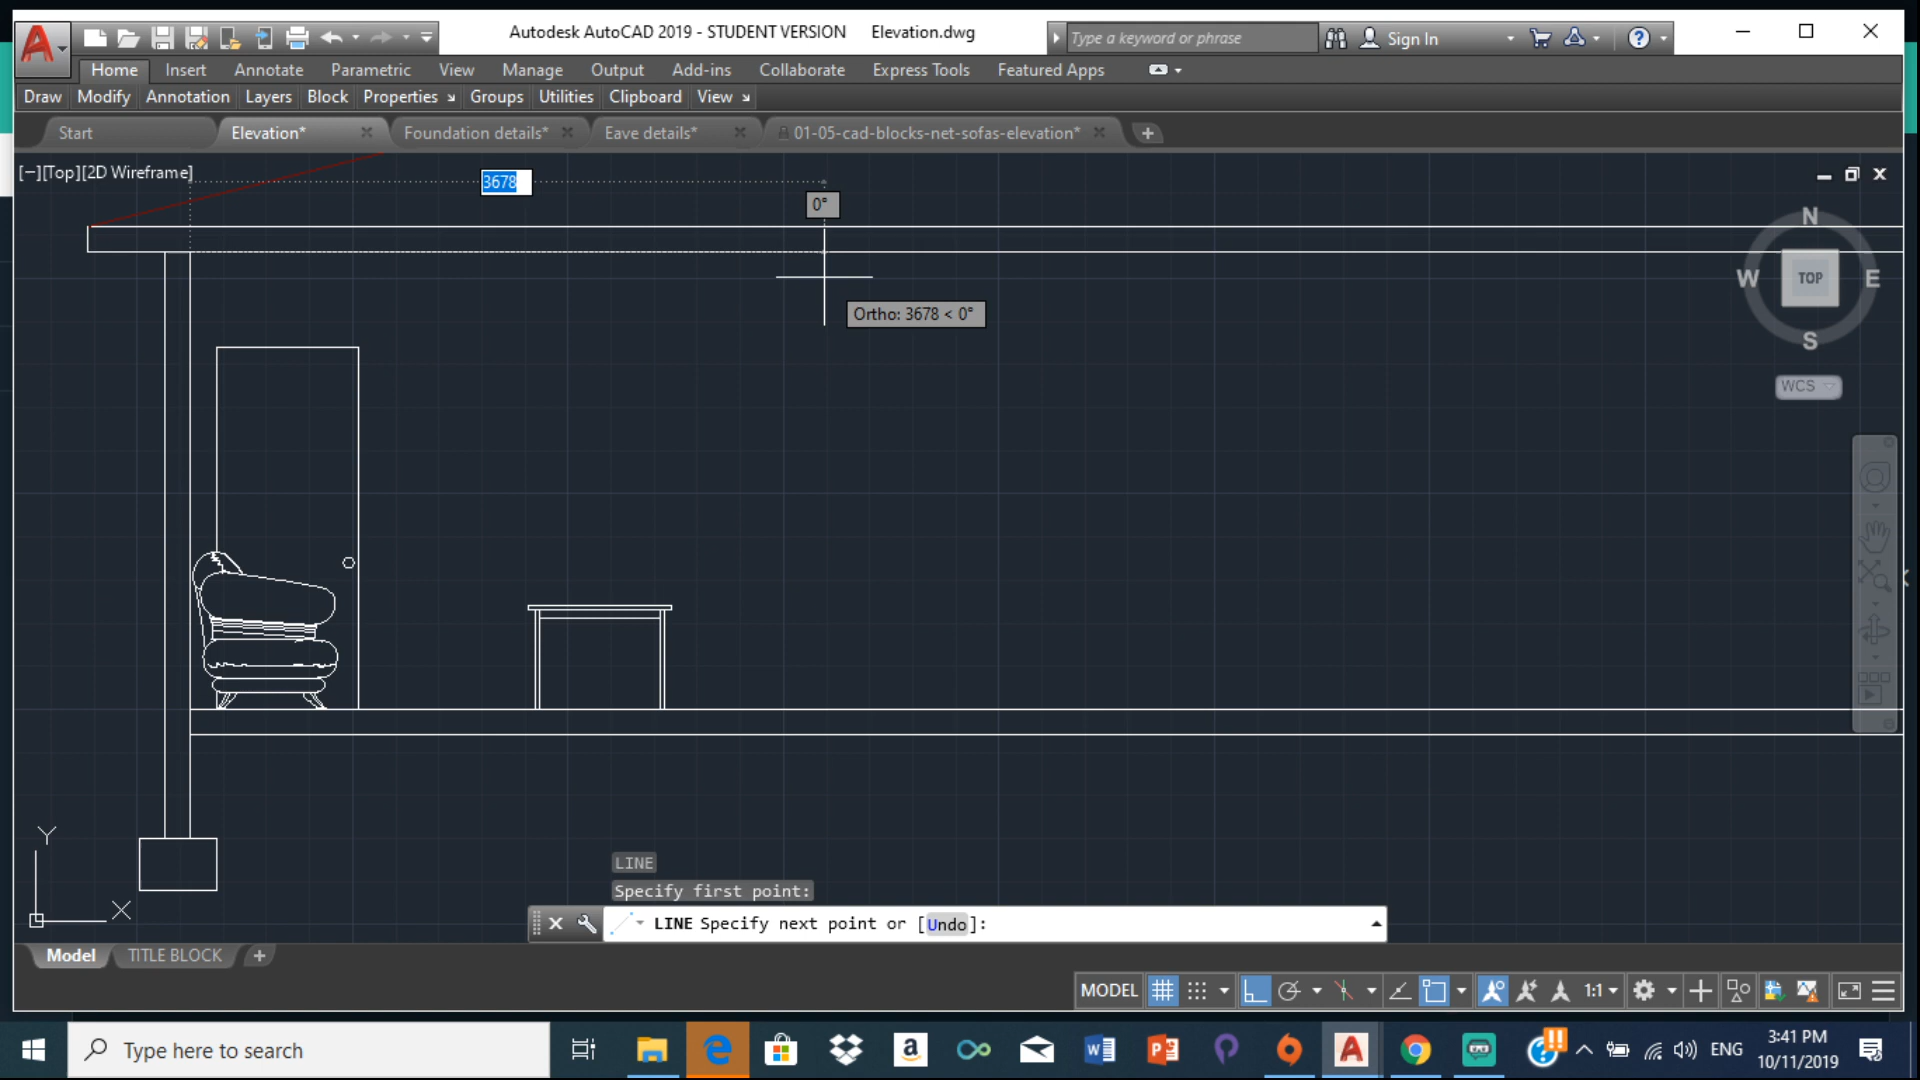 Autodesk AutoCAD 2019 - STUDENT VERSION Elevation.dwg
Type a keyword or phrase
Sign In
Home Insert Annotate Parametric View Manage Output Add-ins Collaborate Express Tools Featured Apps
Draw Modify Annotation Layers Block Properties Groups Utilities Clipboard View
Start Elevation* Foundation details* Eave details* 01-05-cad-blocks-net-sofas-elevation*
[−][Top][2D Wireframe]
3678
0°
N
W TOP E
S
Ortho: 3678 < 0°
WCS
Y
X
LINE
Specify first point:
LINE Specify next point or [Undo]:
Model TITLE BLOCK
MODEL 1:1
Type here to search
ENG
3:41 PM
10/11/2019